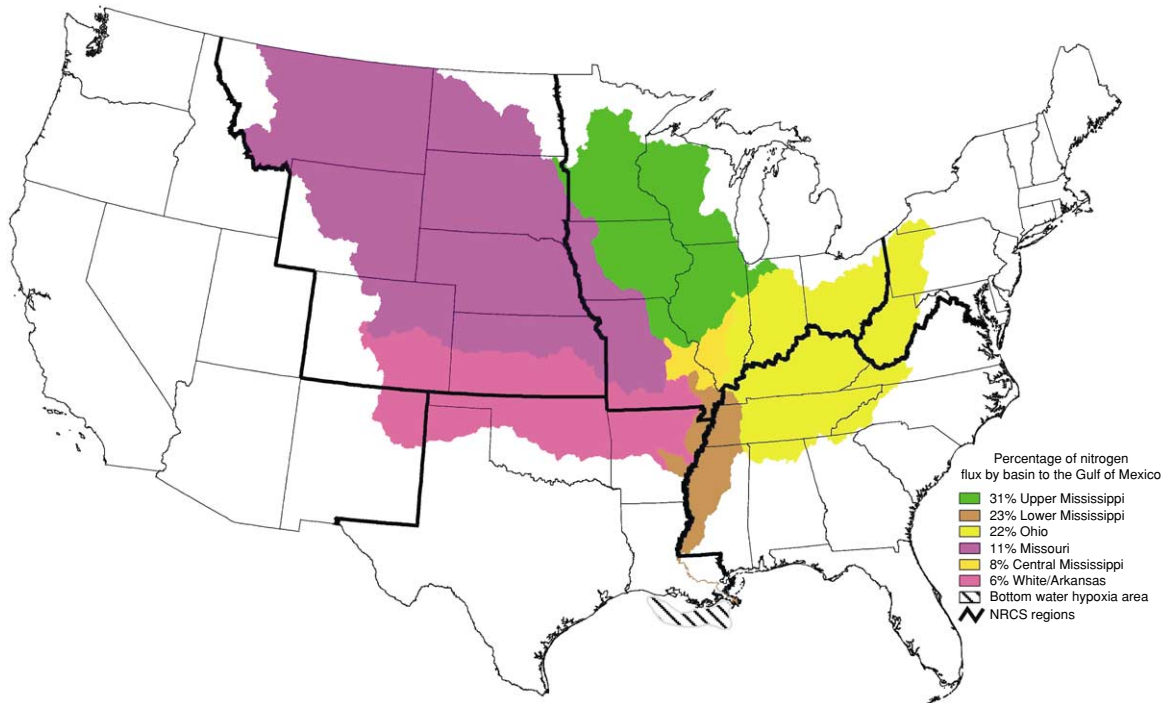 Percentage of nitrogen
flux by basin to the Gulf of Mexico
31% Upper Mississippi
23% Lower Mississippi
22% Ohio
11% Missouri
8% Central Mississippi
6% White/Arkansas
Bottom water hypoxia area
NRCS regions